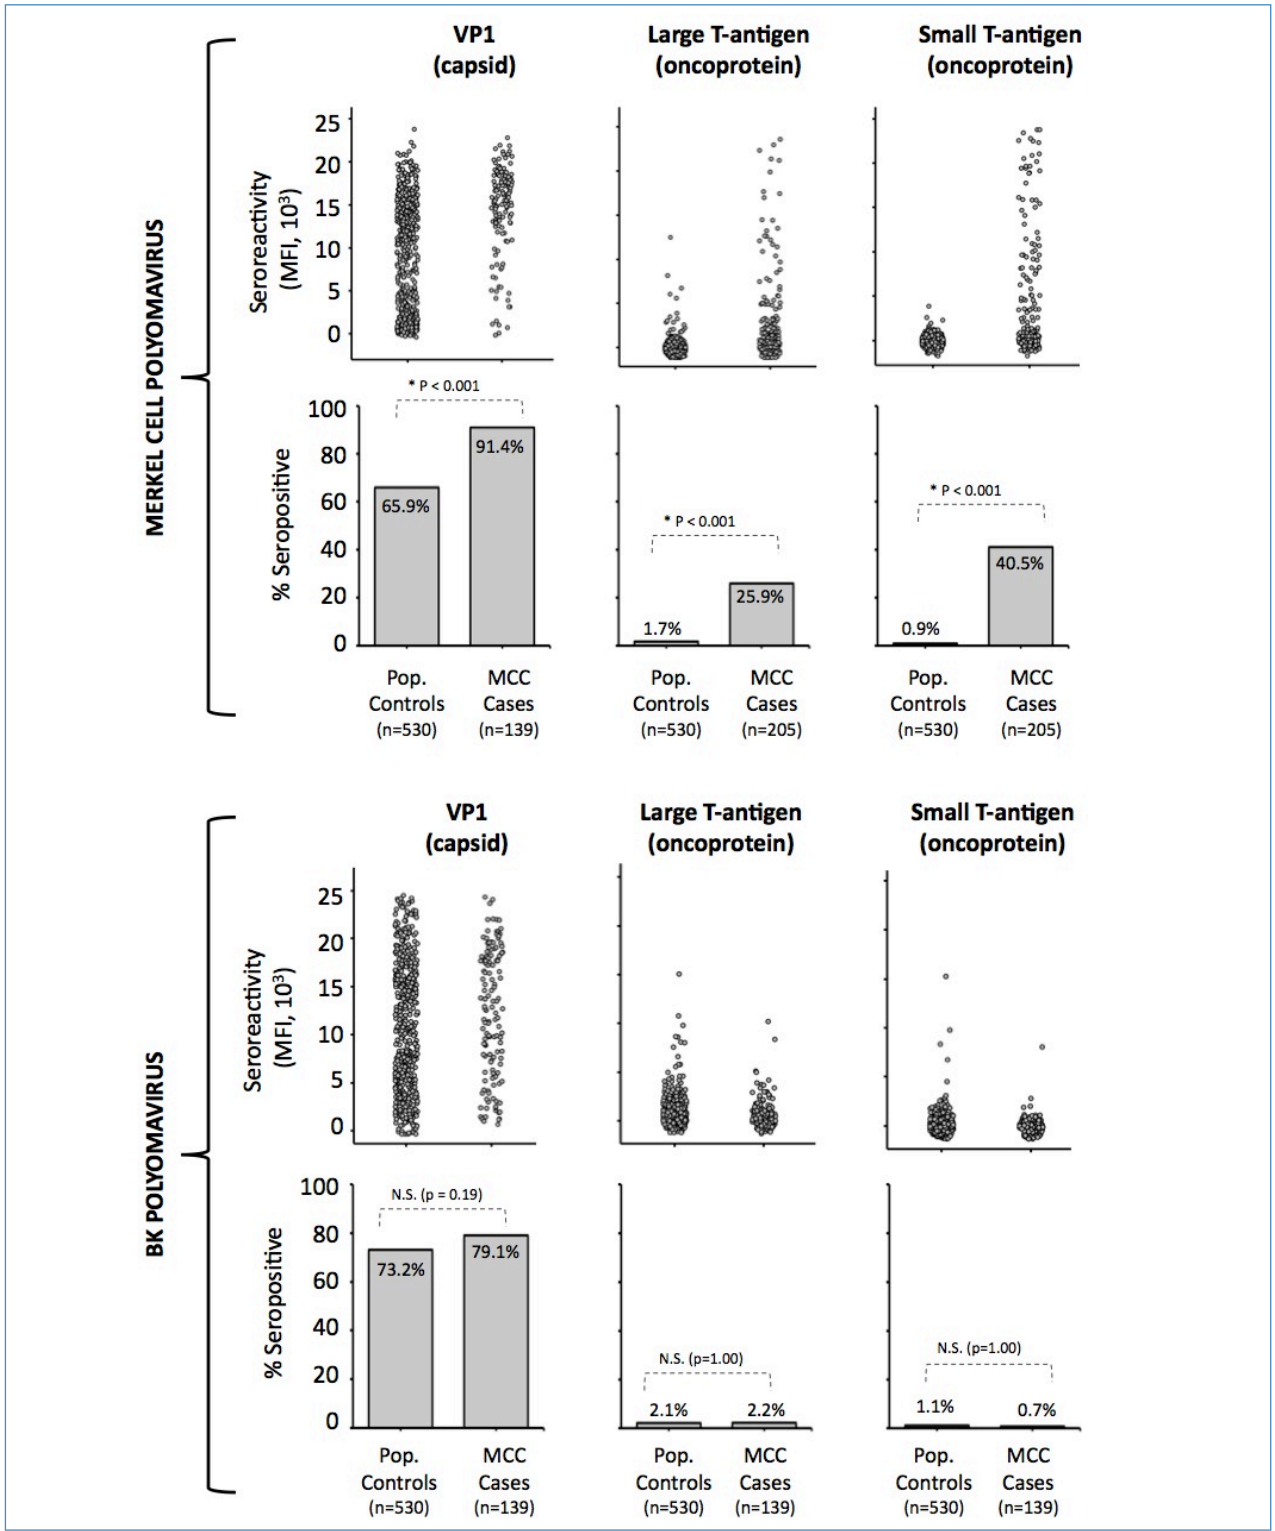 MERKEL CELL POLYOMAVIRUS
VP1
(capsid)
Large T-antigen
(oncoprotein)
Small T-antigen
(oncoprotein)
Seroreactivity
(MFI, 10³)
25
20
15
10
5
0
% Seropositive
100
80
60
40
20
0
* P < 0.001
65.9%
91.4%
* P < 0.001
1.7%
25.9%
* P < 0.001
0.9%
40.5%
Pop.
Controls
(n=530)
MCC
Cases
(n=139)
Pop.
Controls
(n=530)
MCC
Cases
(n=205)
Pop.
Controls
(n=530)
MCC
Cases
(n=205)
BK POLYOMAVIRUS
VP1
(capsid)
Large T-antigen
(oncoprotein)
Small T-antigen
(oncoprotein)
Seroreactivity
(MFI, 10³)
25
20
15
10
5
0
% Seropositive
100
80
60
40
20
0
N.S. (p = 0.19)
73.2%
79.1%
N.S. (p=1.00)
2.1%
2.2%
N.S. (p=1.00)
1.1%
0.7%
Pop.
Controls
(n=530)
MCC
Cases
(n=139)
Pop.
Controls
(n=530)
MCC
Cases
(n=139)
Pop.
Controls
(n=530)
MCC
Cases
(n=139)